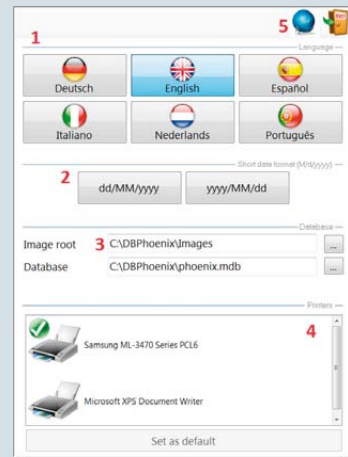 5
EXIT
1
Language
Deutsch English Español
Italiano Nederlands Português
Short date format (M/d/yyyy)
2
dd/MM/yyyy yyyy/MM/dd
Database
Image root 3 C:\DBPhoenix\Images ...
Database C:\DBPhoenix\phoenix.mdb ...
Printers
4
Samsung ML-3470 Series PCL6
Microsoft XPS Document Writer
Set as default